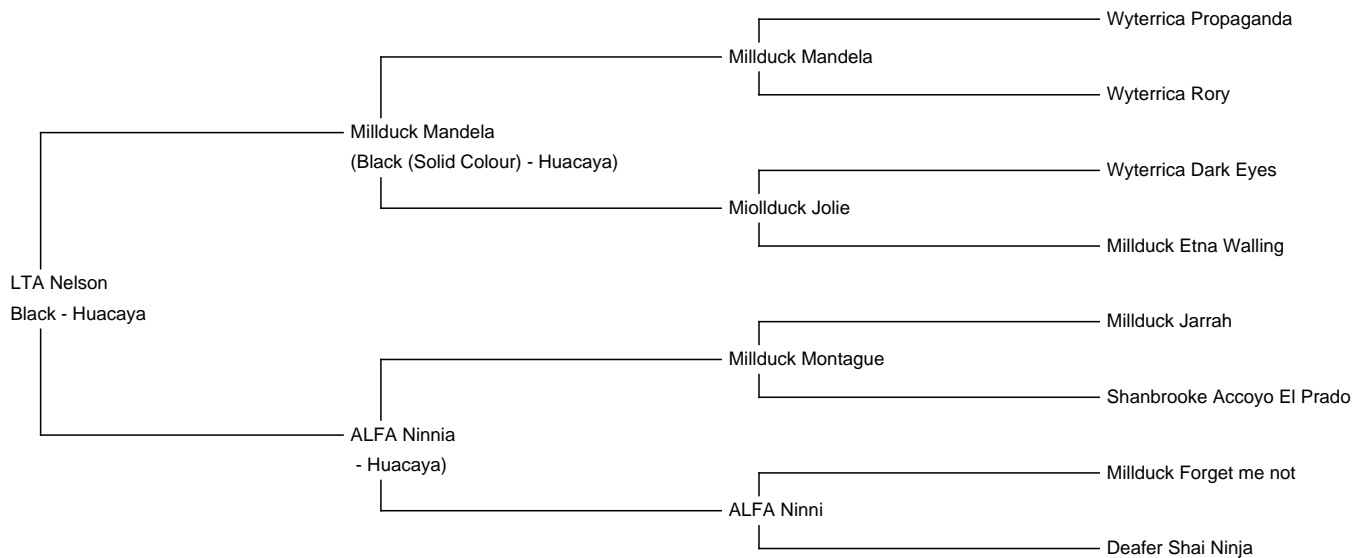 Wyterrica Propaganda
Millduck Mandela
Wyterrica Rory
Millduck Mandela
(Black (Solid Colour) - Huacaya)
Wyterrica Dark Eyes
Miollduck Jolie
Millduck Etna Walling
LTA Nelson
Black - Huacaya
Millduck Jarrah
Millduck Montague
Shanbrooke Accoyo El Prado
ALFA Ninnia
- Huacaya)
Millduck Forget me not
ALFA Ninni
Deafer Shai Ninja